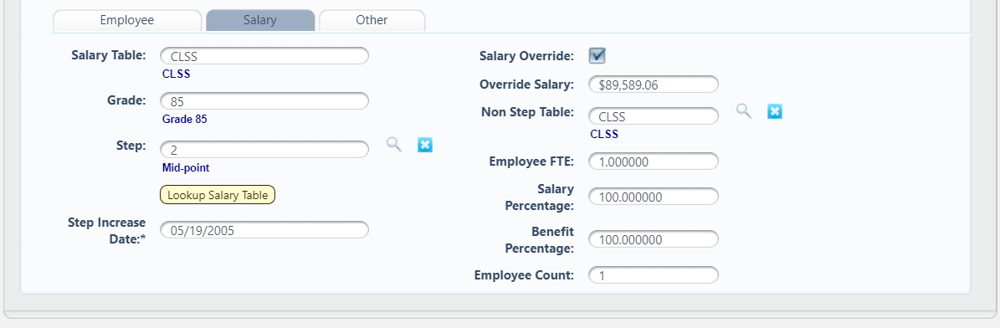 Employee Salary Other
Salary Table: CLSS
CLSS
Grade: 85
Grade 85
Step: 2
Mid-point
Lookup Salary Table
Step Increase
Date:* 05/19/2005
Salary Override:
Override Salary: $89,589.06
Non Step Table: CLSS
CLSS
Employee FTE: 1.000000
Salary
Percentage: 100.000000
Benefit
Percentage: 100.000000
Employee Count: 1